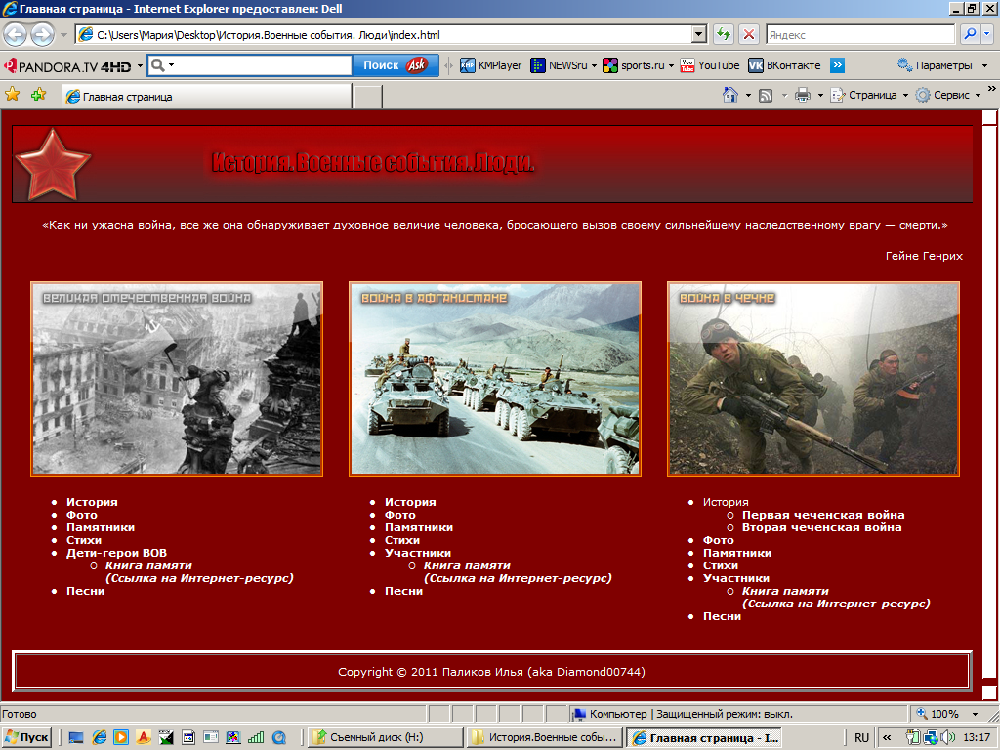 Главная страница - Internet Explorer предоставлен: Dell
C:\Users\Мария\Desktop\История.Военные события. Люди\index.html
Яндекс
PANDORA.TV 4HD
Поиск Ask
KMPlayer
NEWSru
sports.ru
You Tube YouTube
ВКонтакте
»
Параметры
Главная страница
Страница
Сервис
»
История.Военные события.Люди.
«Как ни ужасна война, все же она обнаруживает духовное величие человека, бросающего вызов своему сильнейшему наследственному врагу — смерти.»
Гейне Генрих
Великая Отечественная война
История
Фото
Памятники
Стихи
Дети-герои ВОВ
Книга памяти
(Ссылка на Интернет-ресурс)
Песни
Война в Афганистане
История
Фото
Памятники
Стихи
Участники
Книга памяти
(Ссылка на Интернет-ресурс)
Песни
Война в Чечне
История
Первая чеченская война
Вторая чеченская война
Фото
Памятники
Стихи
Участники
Книга памяти
(Ссылка на Интернет-ресурс)
Песни
Copyright © 2011 Паликов Илья (aka Diamond00744)
Готово
Компьютер | Защищенный режим: выкл.
100%
Пуск
Съемный диск (H:)
История.Военные собы...
Главная страница - I...
RU
«
13:17